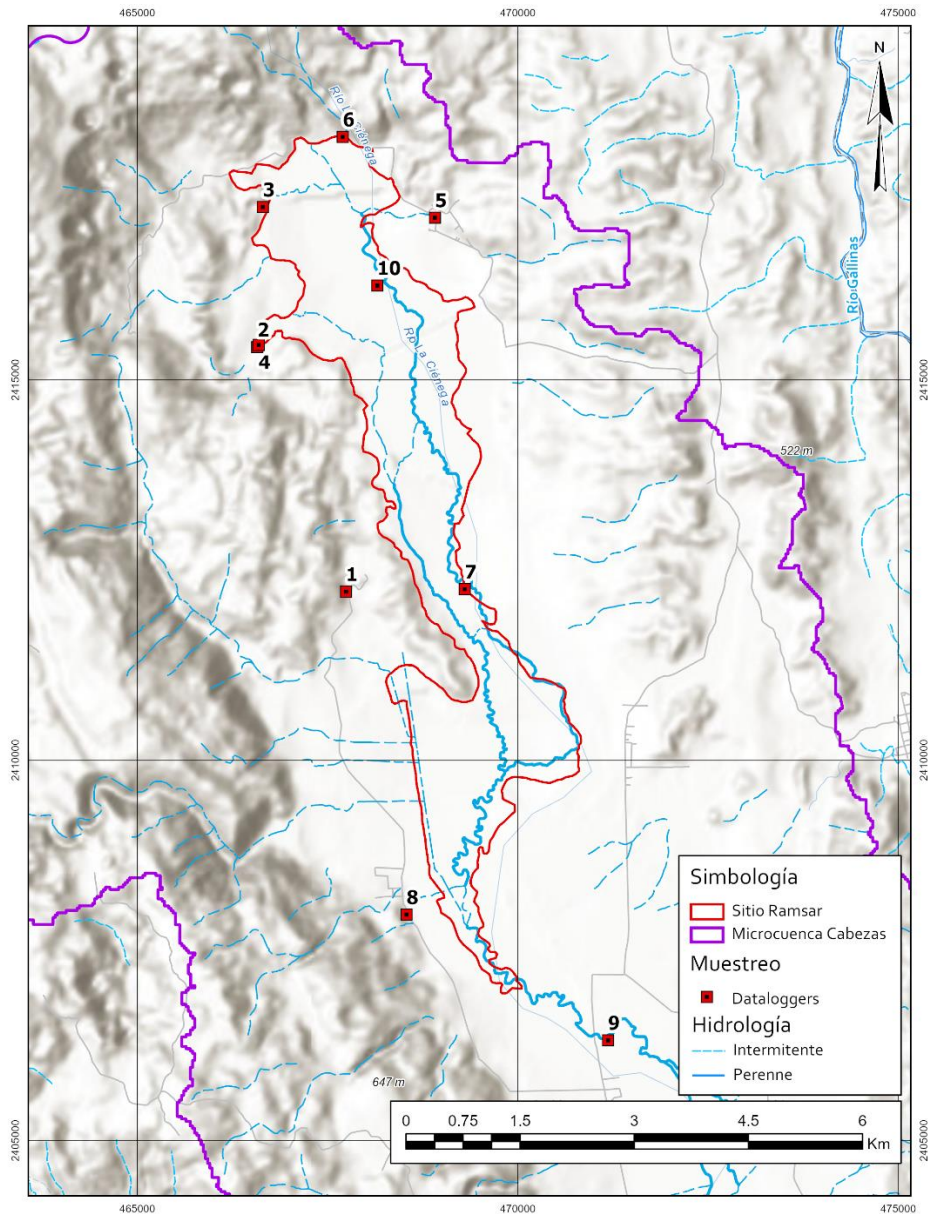 465000
470000
475000
N
Río La Ciénega
6
3
5
Río Gallinas
10
2
4
Río La Ciénega
2415000
2415000
522 m
1
7
2410000
2410000
8
9
647 m
Simbología
Sitio Ramsar
Microcuenca Cabezas
Muestreo
Dataloggers
Hidrología
Intermitente
Perenne
0 0.75 1.5 3 4.5 6
Km
2405000
2405000
465000
470000
475000